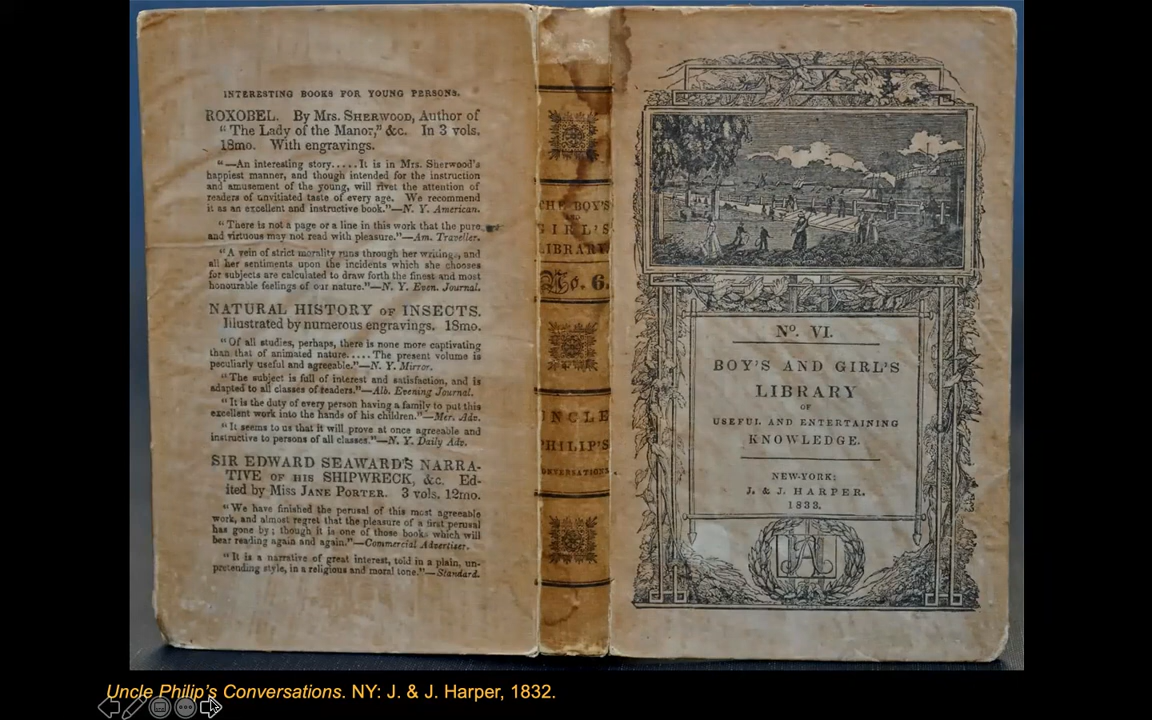 INTERESTING BOOKS FOR YOUNG PERSONS.
ROXOBEL. By Mrs. SHERWOOD, Author of
"The Lady of the Manor," &c. In 3 vols.
18mo. With engravings.
"—An interesting story.....It is in Mrs. Sherwood's
happiest manner, and though intended for the instruction
and amusement of the young, will rivet the attention of
readers of unvitiated taste of every age. We recommend
it as an excellent and instructive book."—N. Y. American.
"There is not a page or a line in this work that the pure
and virtuous may not read with pleasure."—Am. Traveller.
"A vein of strict morality runs through her writings, and
all her sentiments upon the incidents which she chooses
for subjects are calculated to draw forth the finest and most
honourable feelings of our nature."—N. Y. Even. Journal.
NATURAL HISTORY OF INSECTS.
Illustrated by numerous engravings. 18mo.
"Of all studies, perhaps, there is none more captivating
than that of animated nature.....The present volume is
peculiarly useful and agreeable."—N. Y. Mirror.
"The subject is full of interest and satisfaction, and is
adapted to all classes of readers."—Alb. Evening Journal.
"It is the duty of every person having a family to put this
excellent work into the hands of his children."—Mer. Adv.
"It seems to us that it will prove at once agreeable and
instructive to persons of all classes."—N. Y. Daily Adv.
SIR EDWARD SEAWARD'S NARRA-
TIVE OF HIS SHIPWRECK, &c. Ed-
ited by Miss JANE PORTER. 3 vols. 12mo.
"We have finished the perusal of this most agreeable
work, and almost regret that the pleasure of a first perusal
has gone by; though it is one of those books which will
bear reading again and again."—Commercial Advertiser.
"It is a narrative of great interest, told in a plain, un-
pretending style, in a religious and moral tone."—Standard.
THE BOY'S
AND
GIRL'S
LIBRARY.
No. 6.
UNCLE
PHILIP'S
CONVERSATIONS
No. VI.
BOY'S AND GIRL'S
LIBRARY
OF
USEFUL AND ENTERTAINING
KNOWLEDGE.
NEW-YORK:
J. & J. HARPER.
1833.
Uncle Philip's Conversations. NY: J. & J. Harper, 1832.